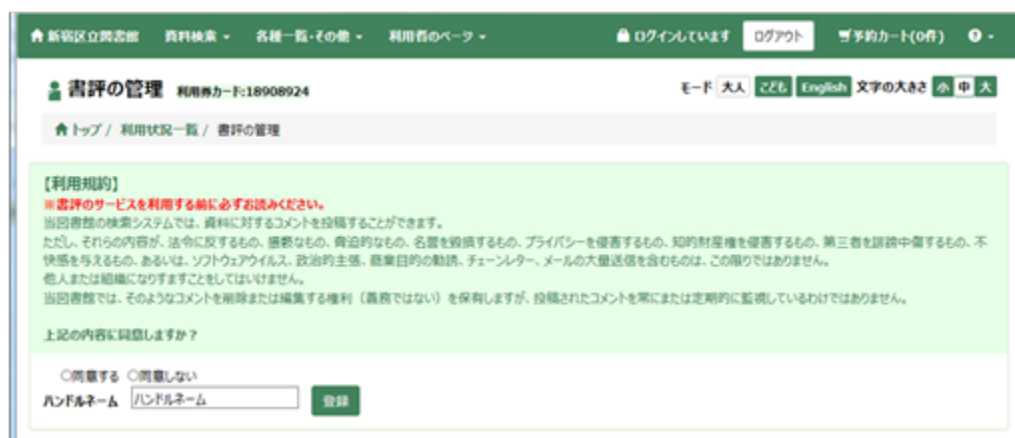 新宿区立図書館 資料検索 各種一覧・その他 利用者のページ ログインしています ログアウト 予約カート(0件)
書評の管理 利用券カード:18908924 モード 大人 こども English 文字の大きさ 小 中 大
トップ / 利用状況一覧 / 書評の管理
【利用規約】
※書評のサービスを利用する前に必ずお読みください。
当図書館の検索システムでは、資料に対するコメントを投稿することができます。
ただし、それらの内容が、法令に反するもの、猥褻なもの、脅迫的なもの、名誉を毀損するもの、プライバシーを侵害するもの、知的財産権を侵害するもの、第三者を誹謗中傷するもの、不
快感を与えるもの、あるいは、ソフトウェアウイルス、政治的主張、商業目的の勧誘、チェーンレター、メールの大量送信を含むものは、この限りではありません。
他人または組織になりすますことをしてはいけません。
当図書館では、そのようなコメントを削除または編集する権利(義務ではない)を保有しますが、投稿されたコメントを常にまたは定期的に監視しているわけではありません。
上記の内容に同意しますか?
○同意する ○同意しない
ハンドルネーム ハンドルネーム 登録